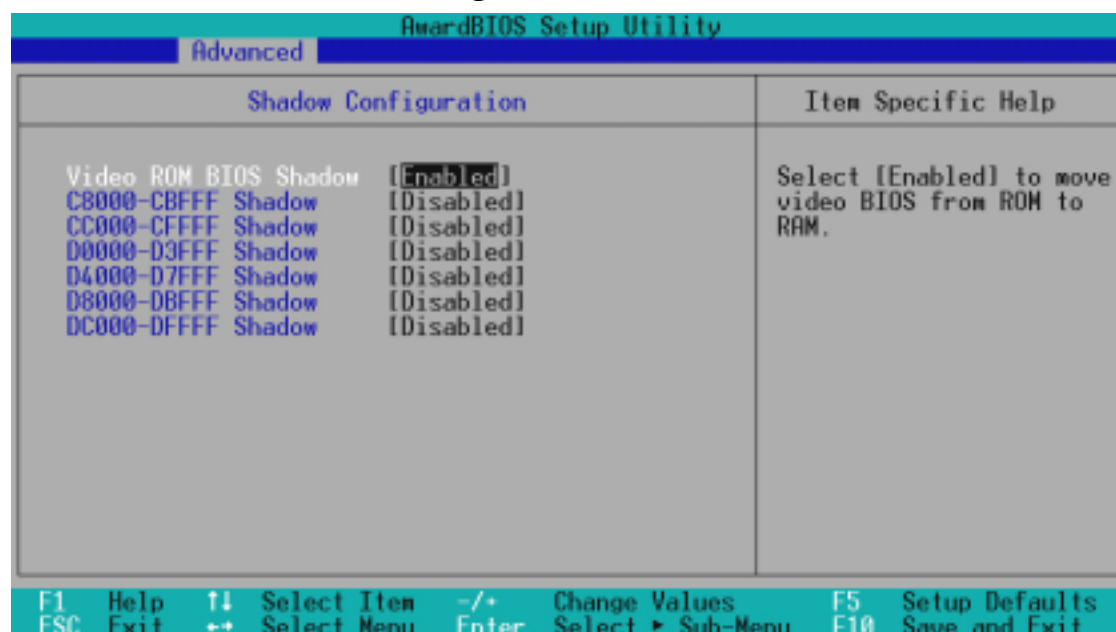 AwardBIOS Setup Utility
Advanced
Shadow Configuration
Item Specific Help
Video ROM BIOS Shadow [Enabled]
C8000-CBFFF Shadow [Disabled]
CC000-CFFFF Shadow [Disabled]
D0000-D3FFF Shadow [Disabled]
D4000-D7FFF Shadow [Disabled]
D8000-DBFFF Shadow [Disabled]
DC000-DFFFF Shadow [Disabled]
Select [Enabled] to move
video BIOS from ROM to
RAM.
F1 Help ↑↓ Select Item -/+ Change Values F5 Setup Defaults
ESC Exit ←→ Select Menu Enter Select ► Sub-Menu F10 Save and Exit